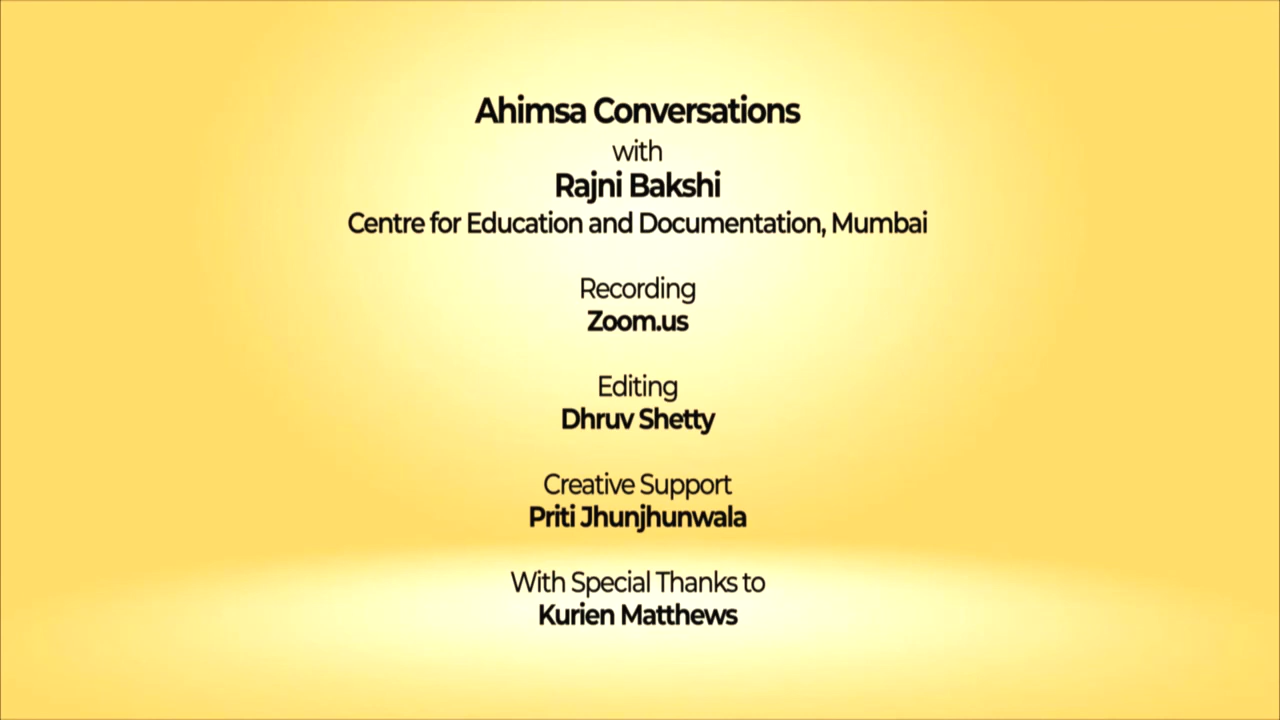 Ahimsa Conversations
with
Rajni Bakshi
Centre for Education and Documentation, Mumbai
Recording
Zoom.us
Editing
Dhruv Shetty
Creative Support
Priti Jhunjhunwala
With Special Thanks to
Kurien Matthews